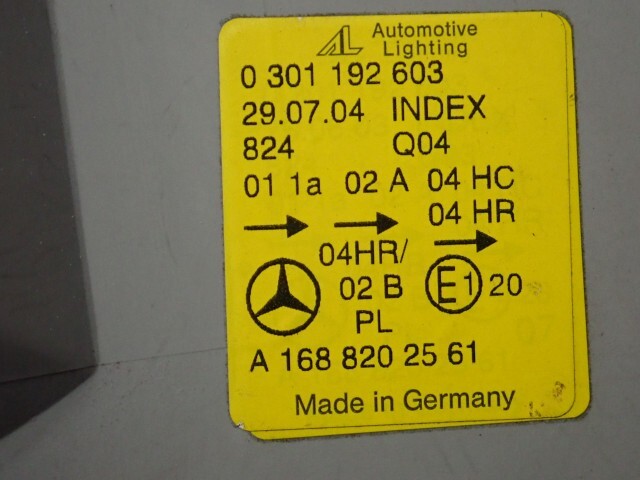 AL Automotive
Lighting
0 301 192 603
29.07.04 INDEX
824 Q04
01 1a 02 A 04 HC
04 HR
04HR/
02 B E1 20
PL
A 168 820 25 61
Made in Germany